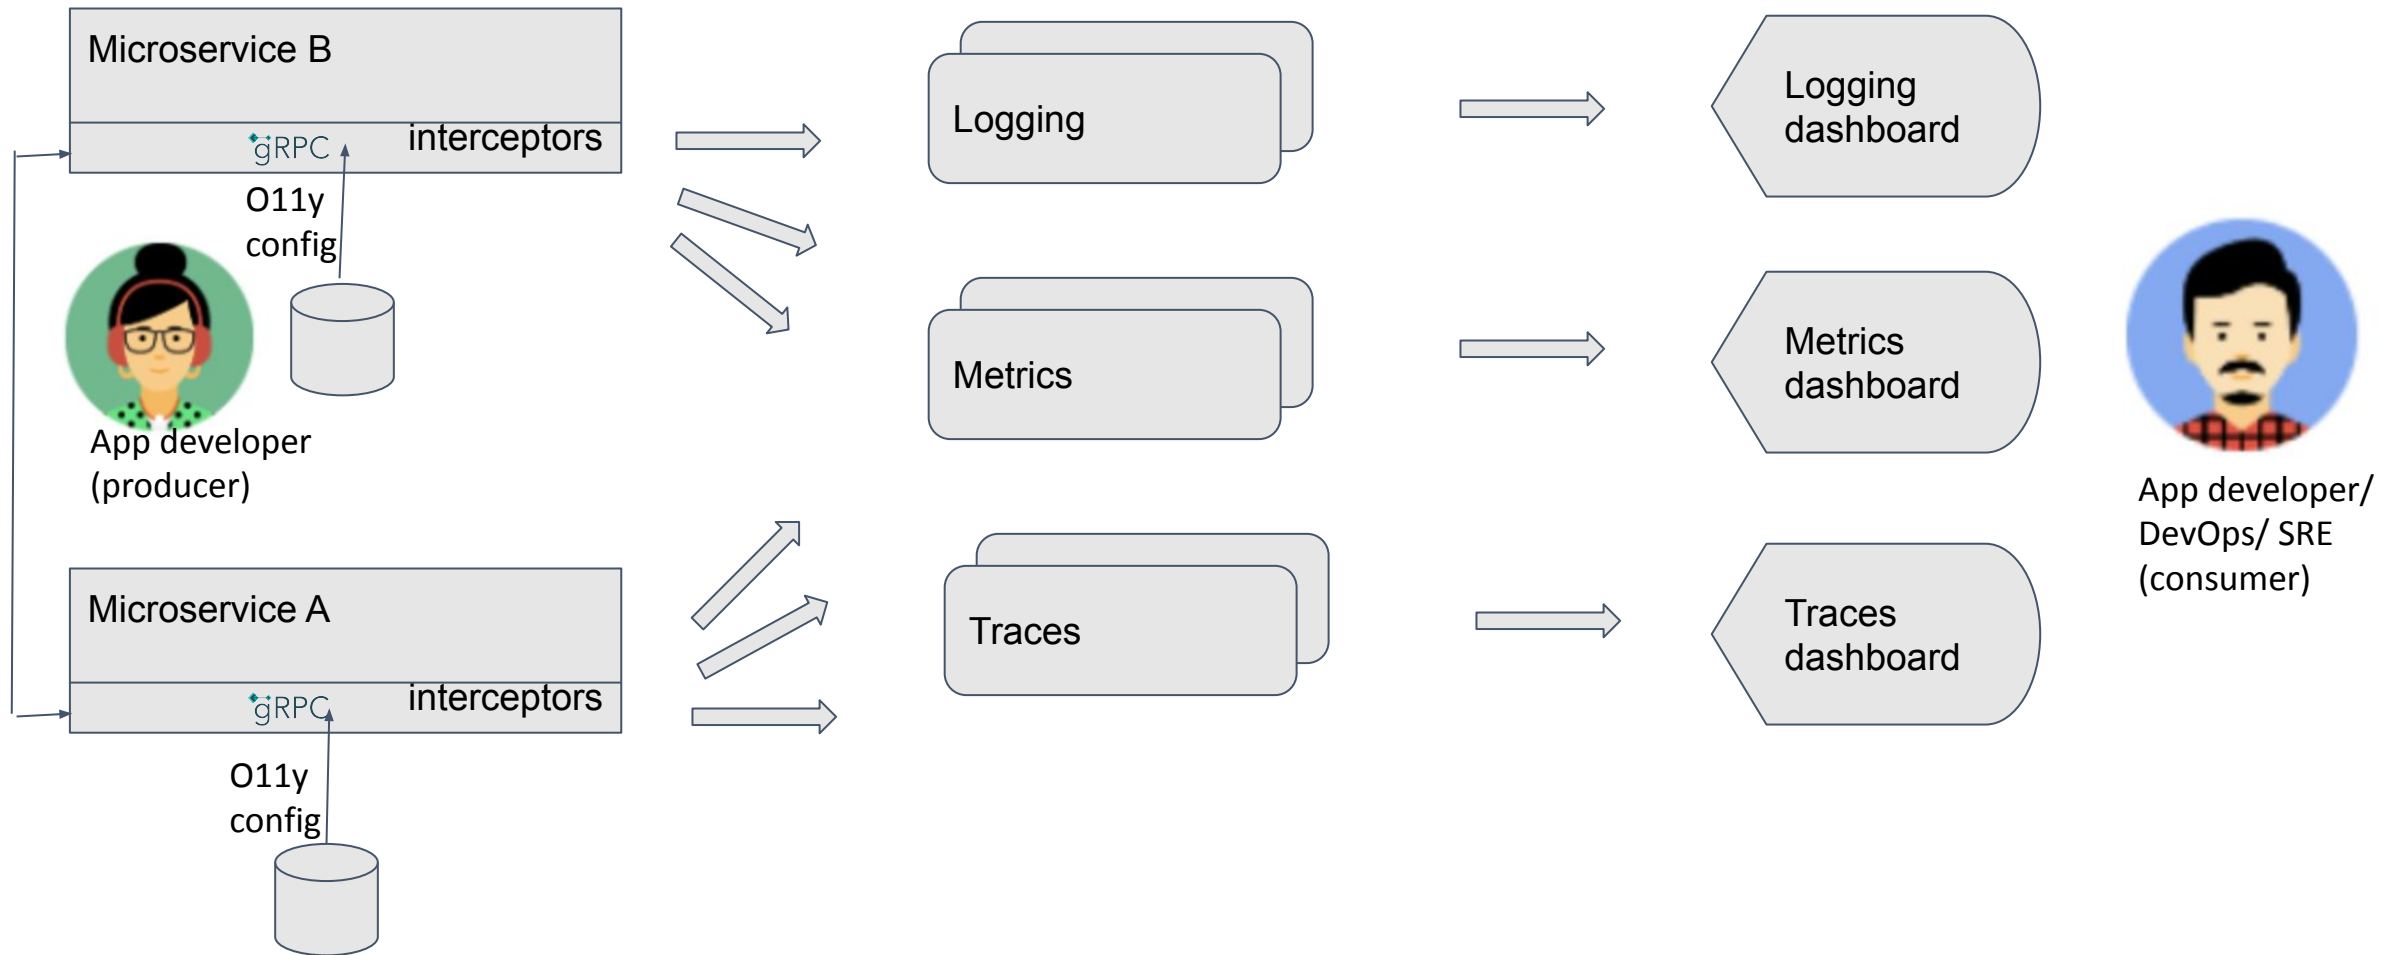 Microservice B
gRPC
interceptors
O11y
config
App developer
(producer)
Microservice A
gRPC
interceptors
O11y
config
Logging
Metrics
Traces
Logging
dashboard
Metrics
dashboard
Traces
dashboard
App developer/
DevOps/ SRE
(consumer)